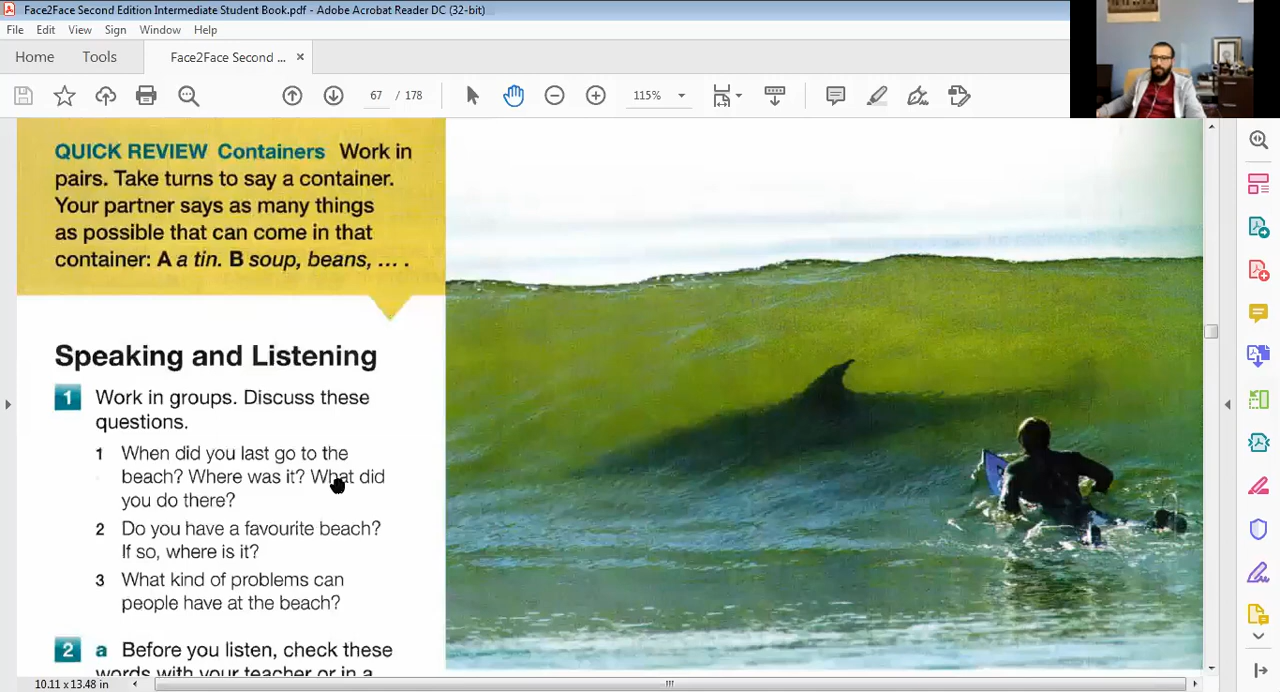 Face2Face Second Edition Intermediate Student Book.pdf - Adobe Acrobat Reader DC (32-bit)
File Edit View Sign Window Help
Home Tools Face2Face Second ... ×
67 / 178 115%
QUICK REVIEW Containers Work in
pairs. Take turns to say a container.
Your partner says as many things
as possible that can come in that
container: A a tin. B soup, beans, ... .
Speaking and Listening
1 Work in groups. Discuss these
questions.
1 When did you last go to the
beach? Where was it? What did
you do there?
2 Do you have a favourite beach?
If so, where is it?
3 What kind of problems can
people have at the beach?
2 a Before you listen, check these
words with your teacher or in a
10.11 x 13.48 in